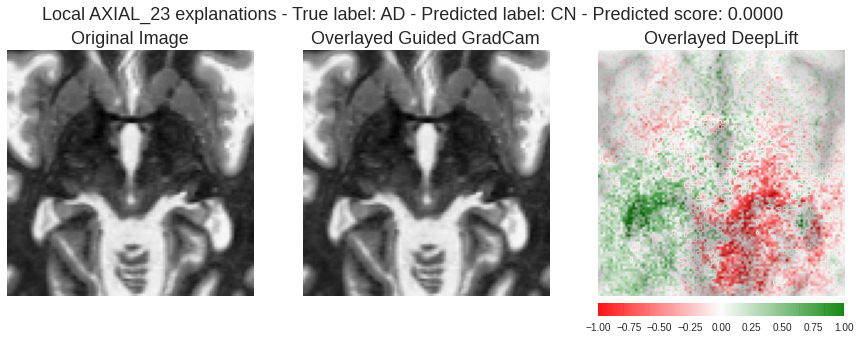 Local AXIAL_23 explanations - True label: AD - Predicted label: CN - Predicted score: 0.0000
Original Image Overlayed Guided GradCam Overlayed DeepLift
−1.00 −0.75 −0.50 −0.25 0.00 0.25 0.50 0.75 1.00